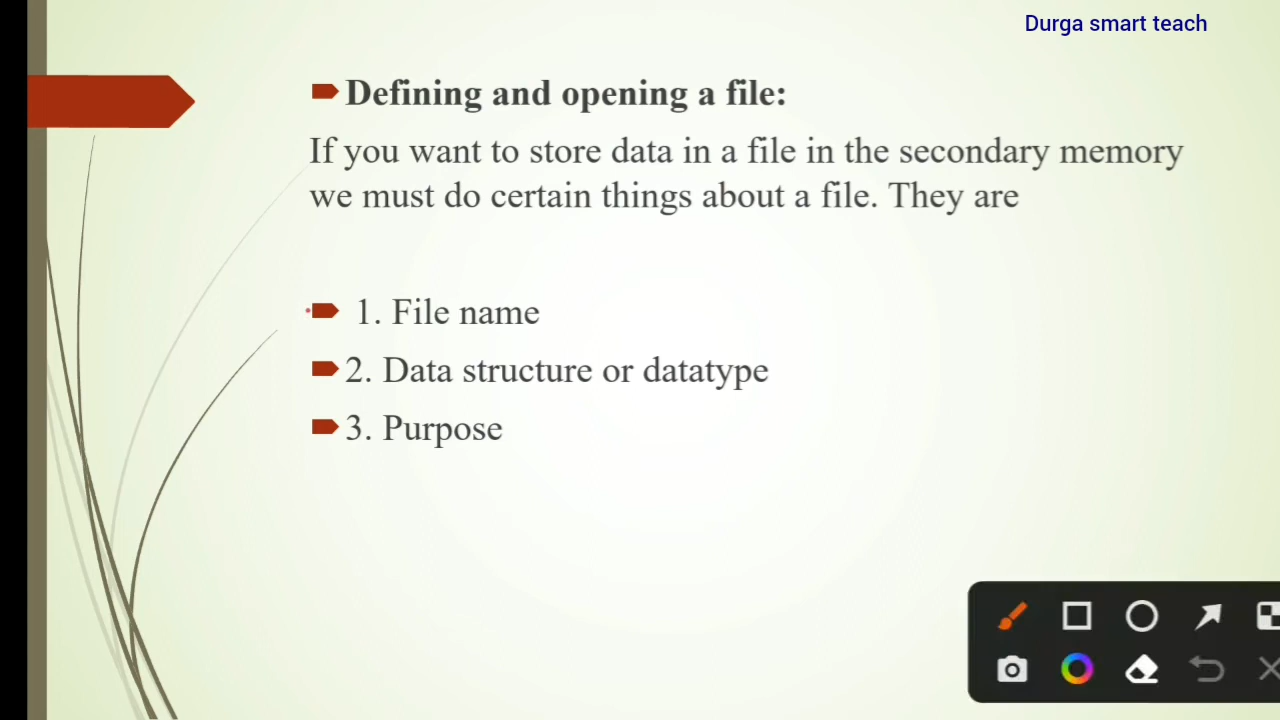 Durga smart teach
Defining and opening a file:
If you want to store data in a file in the secondary memory
we must do certain things about a file. They are
1. File name
2. Data structure or datatype
3. Purpose